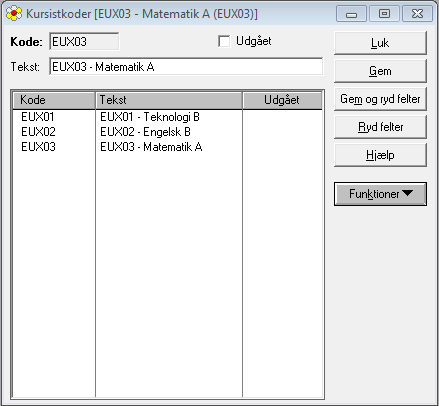 Kursistkoder [EUX03 - Matematik A (EUX03)]
Kode: EUX03 Udgået Luk
Tekst: EUX03 - Matematik A Gem
Kode Tekst Udgået Gem og ryd felter
EUX01 EUX01 - Teknologi B
EUX02 EUX02 - Engelsk B Ryd felter
EUX03 EUX03 - Matematik A Hjælp
Funktioner